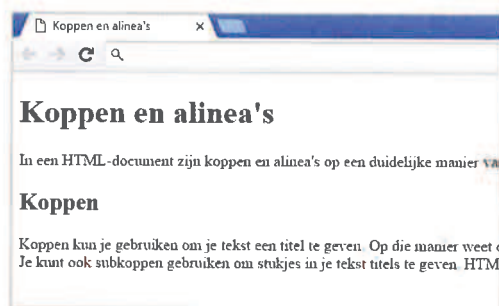 Koppen en alinea's
Koppen en alinea's
In een HTML-document zijn koppen en alinea's op een duidelijke manier
Koppen
Koppen kun je gebruiken om je tekst een titel te geven. Op die manier weet
Je kunt ook subkoppen gebruiken om stukjes in je tekst titels te geven. HTM